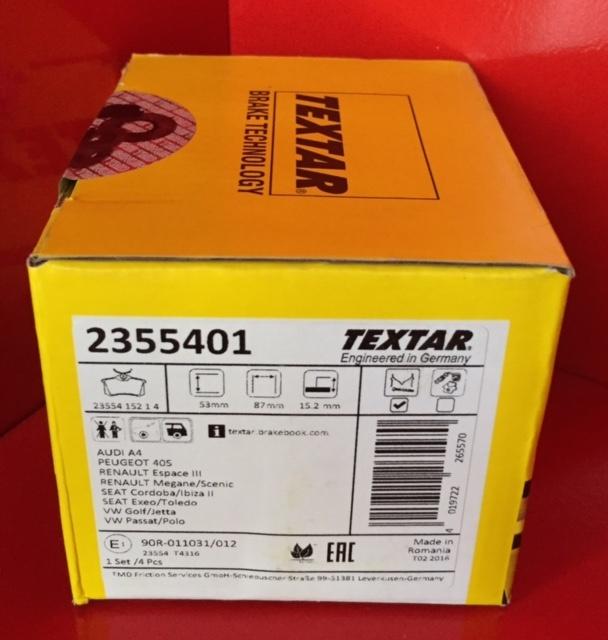 TEXTAR®
BRAKE TECHNOLOGY
2355401
TEXTAR®
Engineered in Germany
23554 152 1 4
53mm
87mm
15.2 mm
i textar.brakebook.com
AUDI A4
PEUGEOT 405
RENAULT Espace III
RENAULT Megane/Scenic
SEAT Cordoba/Ibiza II
SEAT Exeo/Toledo
VW Golf/Jetta
VW Passat/Polo
4 019722 265570
E1 90R-011031/012
23554 T4316
1 Set /4 Pcs
EAC
Made in
Romania
T02 2016
TMD Friction Services GmbH-Schlebuscher Straße 99-51381 Leverkusen-Germany